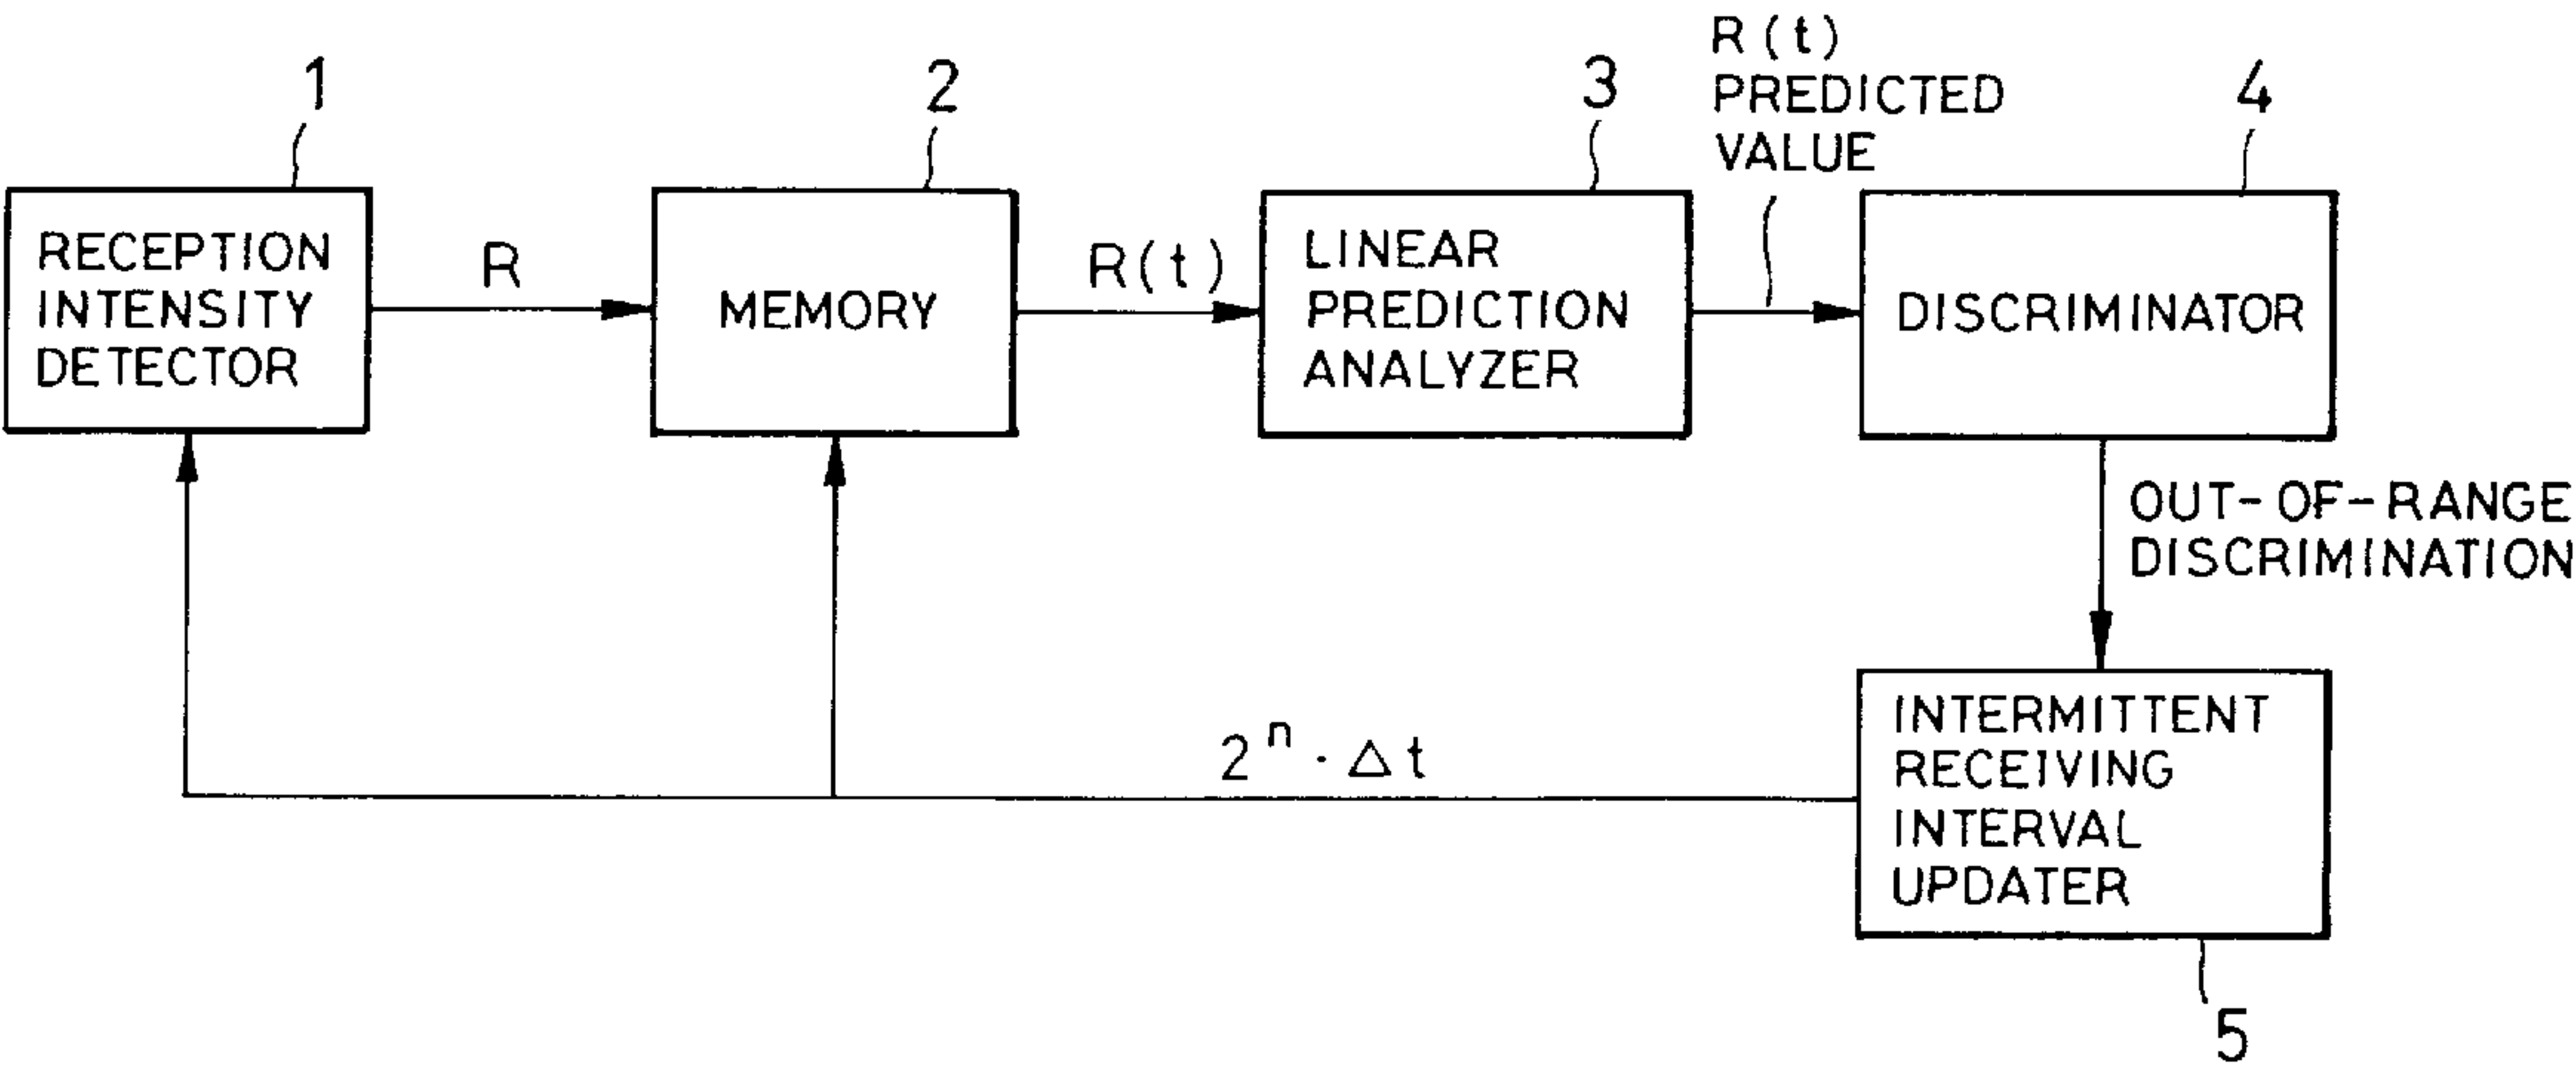 1
2
3
R(t)
PREDICTED
VALUE
4
RECEPTION
INTENSITY
DETECTOR
R
MEMORY
R(t)
LINEAR
PREDICTION
ANALYZER
DISCRIMINATOR
OUT-OF-RANGE
DISCRIMINATION
2ⁿ · Δt
INTERMITTENT
RECEIVING
INTERVAL
UPDATER
5